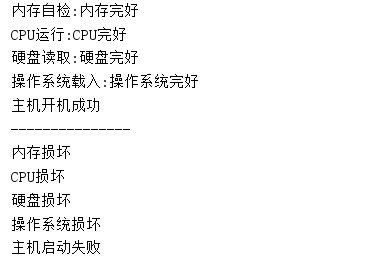 内存自检:内存完好
CPU运行:CPU完好
硬盘读取:硬盘完好
操作系统载入:操作系统完好
主机开机成功
---------------
内存损坏
CPU损坏
硬盘损坏
操作系统损坏
主机启动失败